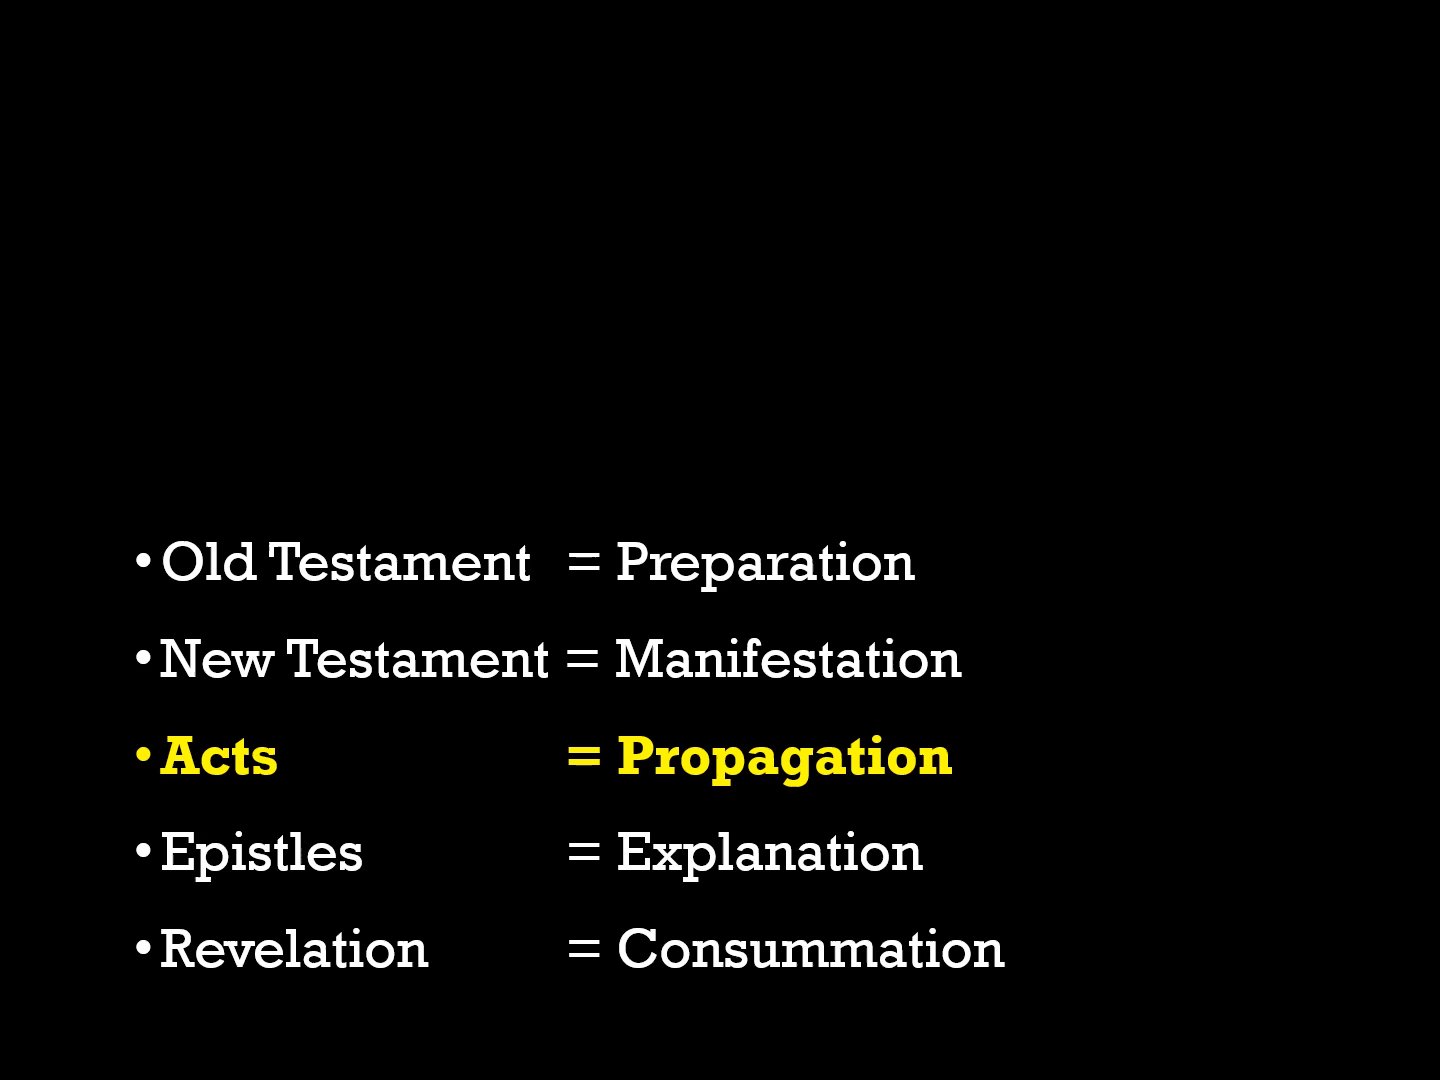 • Old Testament = Preparation
• New Testament = Manifestation
• Acts = Propagation
• Epistles = Explanation
• Revelation = Consummation